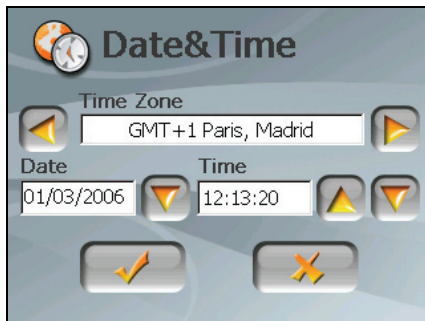 Date&Time
Time Zone
GMT+1 Paris, Madrid
Date Time
01/03/2006 12:13:20